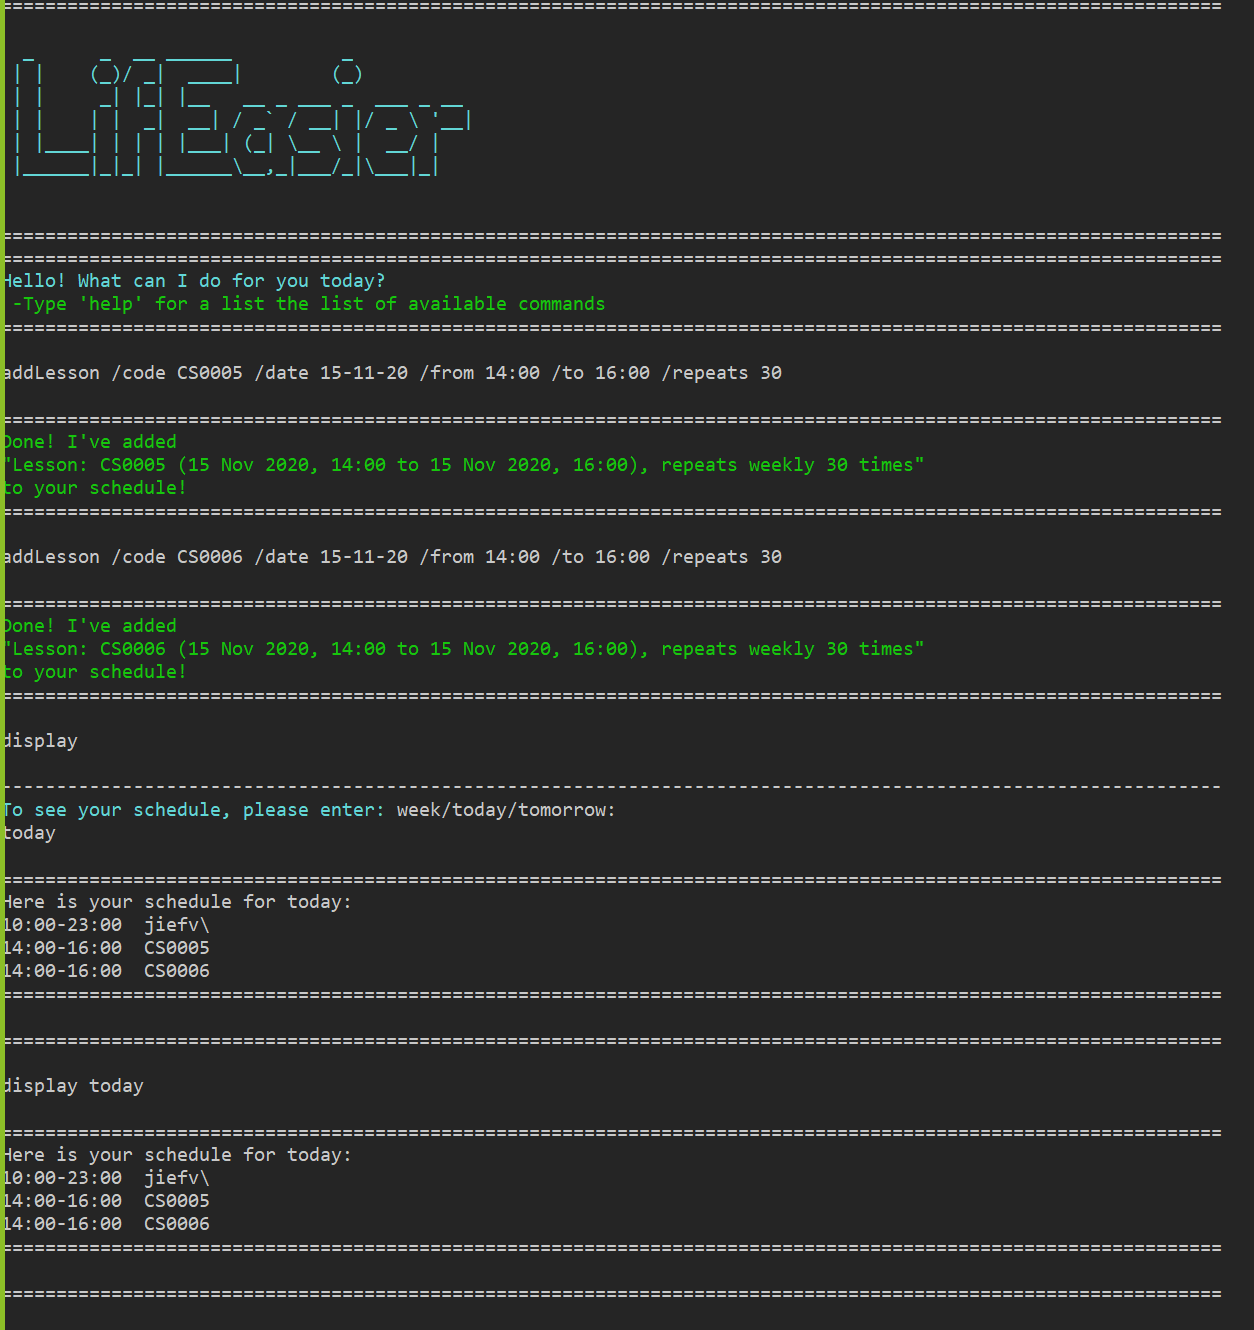 ====================================================================================================
LifEasier
====================================================================================================
====================================================================================================
Hello! What can I do for you today?
-Type 'help' for a list the list of available commands
====================================================================================================
addLesson /code CS0005 /date 15-11-20 /from 14:00 /to 16:00 /repeats 30
====================================================================================================
Done! I've added
"Lesson: CS0005 (15 Nov 2020, 14:00 to 15 Nov 2020, 16:00), repeats weekly 30 times"
to your schedule!
====================================================================================================
addLesson /code CS0006 /date 15-11-20 /from 14:00 /to 16:00 /repeats 30
====================================================================================================
Done! I've added
"Lesson: CS0006 (15 Nov 2020, 14:00 to 15 Nov 2020, 16:00), repeats weekly 30 times"
to your schedule!
====================================================================================================
display
----------------------------------------------------------------------------------------------------
To see your schedule, please enter: week/today/tomorrow:
today
====================================================================================================
Here is your schedule for today:
10:00-23:00  jiefv\
14:00-16:00  CS0005
14:00-16:00  CS0006
====================================================================================================
====================================================================================================
display today
====================================================================================================
Here is your schedule for today:
10:00-23:00  jiefv\
14:00-16:00  CS0005
14:00-16:00  CS0006
====================================================================================================
====================================================================================================